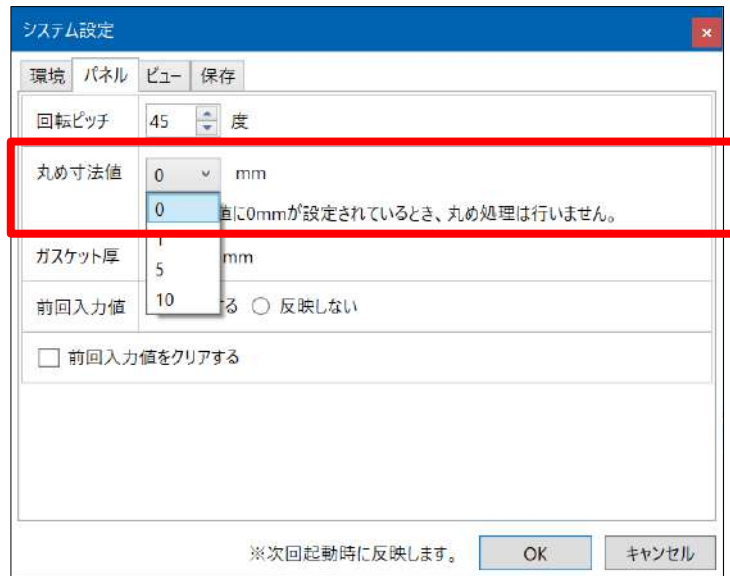 システム設定
×
環境 パネル ビュー 保存
回転ピッチ 45 度
丸め寸法値 0 mm
0
値に0mmが設定されているとき、丸め処理は行いません。
1
ガスケット厚 mm
5
10
前回入力値 る 反映しない
前回入力値をクリアする
※次回起動時に反映します。 OK キャンセル